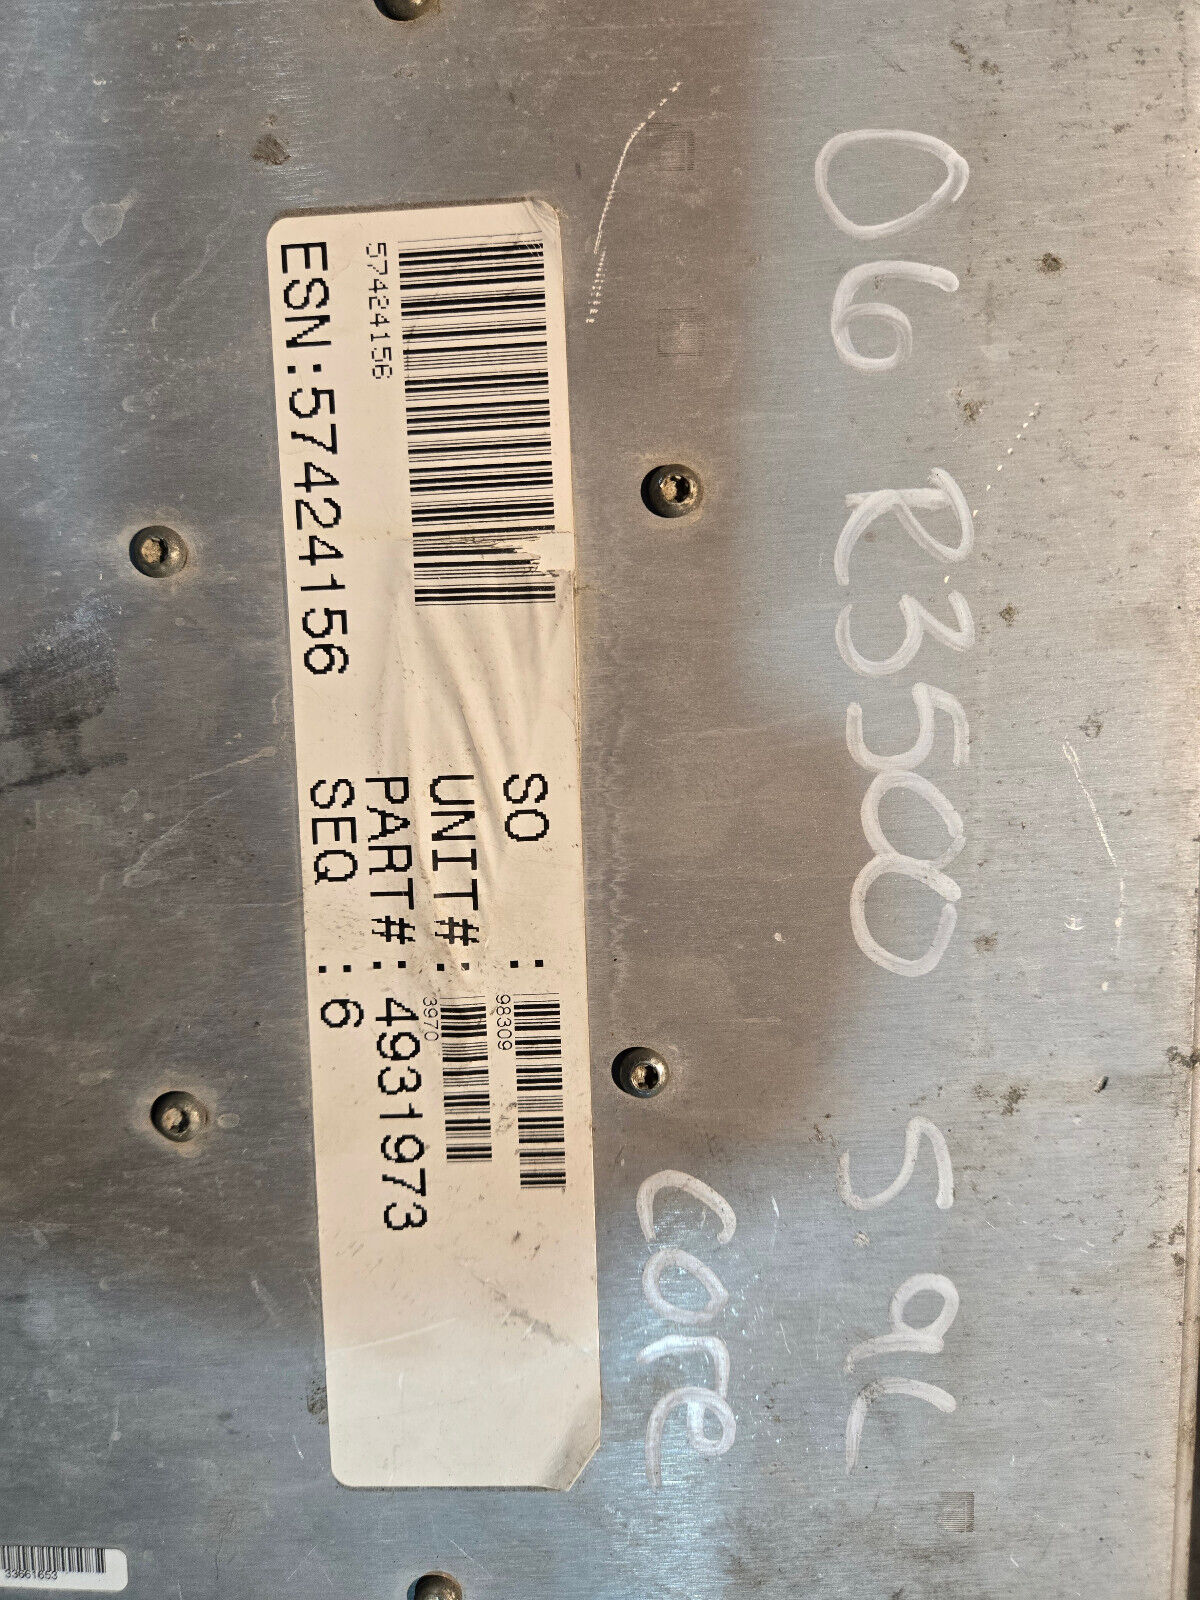 06 R3500 5 9L
Core
57424156
ESN:57424156
SO : 98309
UNIT#: 3970
PART#: 4931973
SEQ : 6
33661653